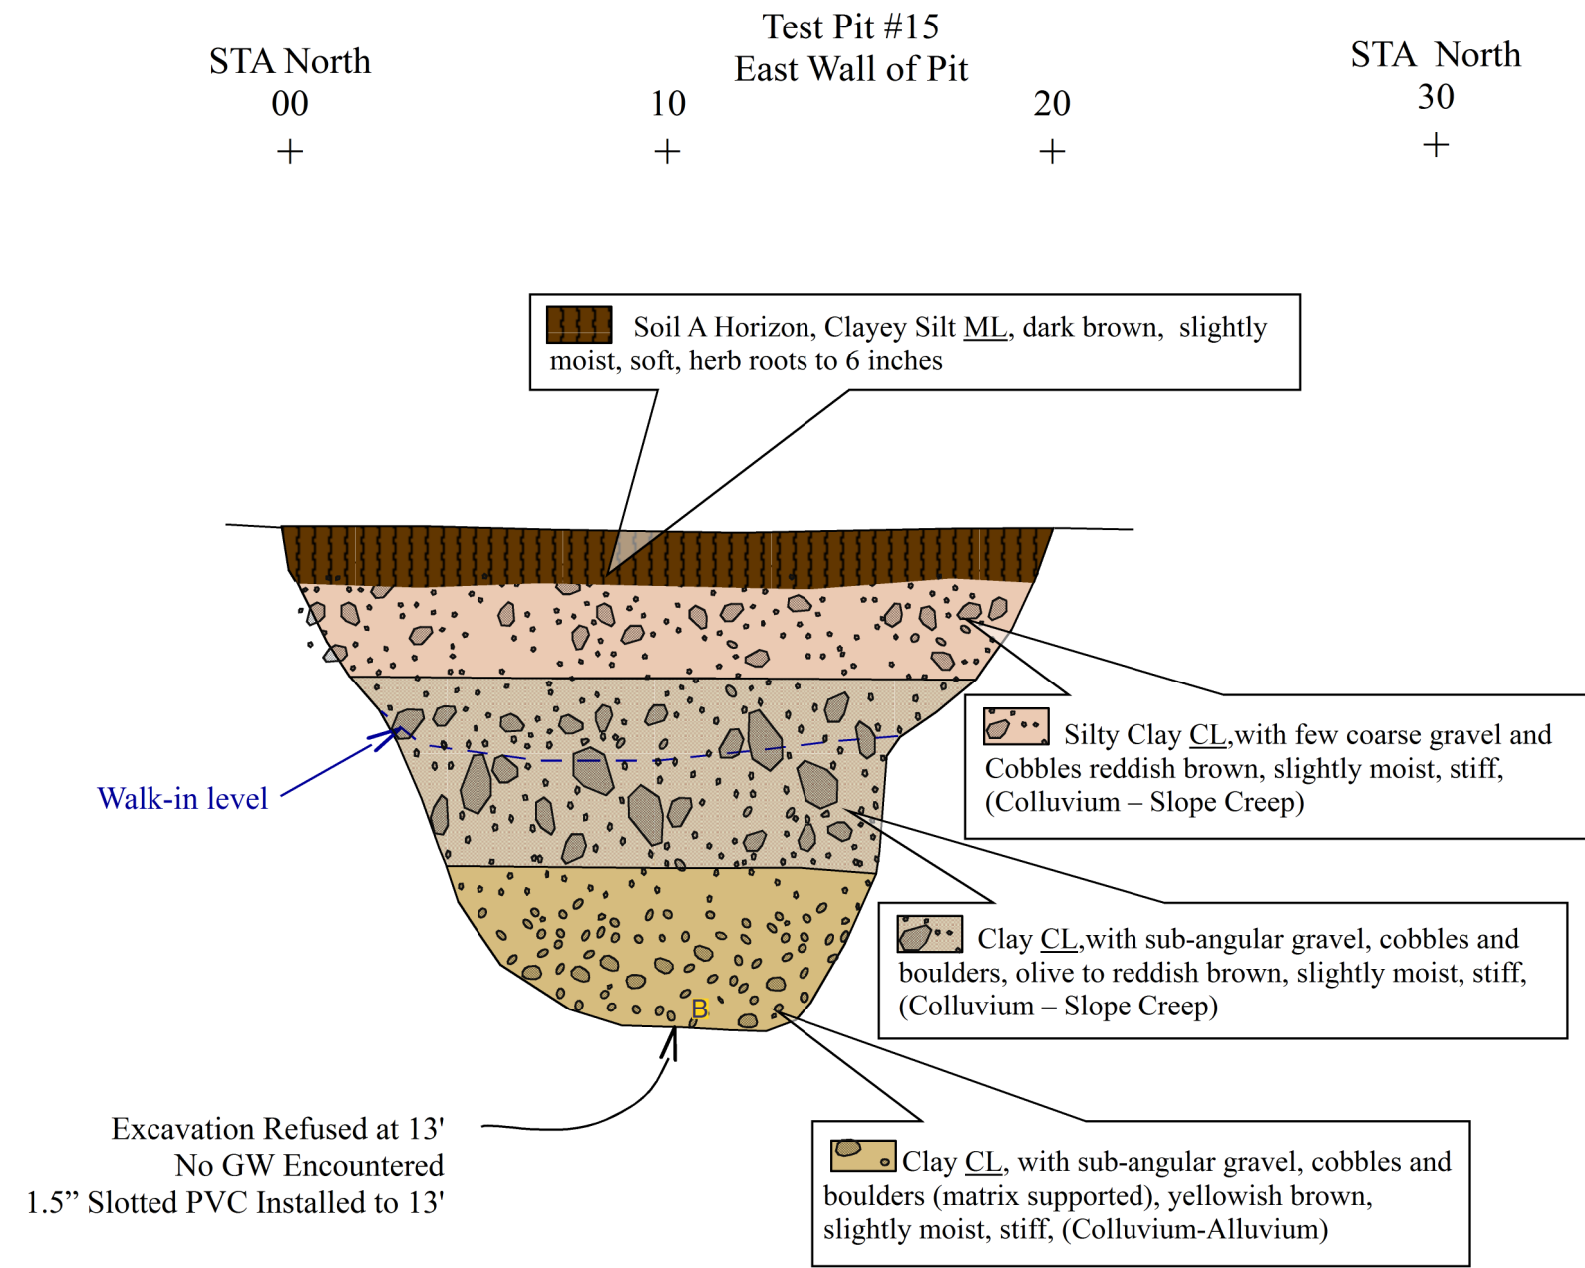 Test Pit #15
East Wall of Pit
STA North
STA  North
00
10
20
30
Soil A Horizon, Clayey Silt ML, dark brown,  slightly
moist, soft, herb roots to 6 inches
Silty Clay CL,with few coarse gravel and
Cobbles reddish brown, slightly moist, stiff,
(Colluvium – Slope Creep)
Walk-in level
Clay CL,with sub-angular gravel, cobbles and
boulders, olive to reddish brown, slightly moist, stiff,
(Colluvium – Slope Creep)
B
Excavation Refused at 13'
No GW Encountered
1.5” Slotted PVC Installed to 13'
Clay CL, with sub-angular gravel, cobbles and
boulders (matrix supported), yellowish brown,
slightly moist, stiff, (Colluvium-Alluvium)